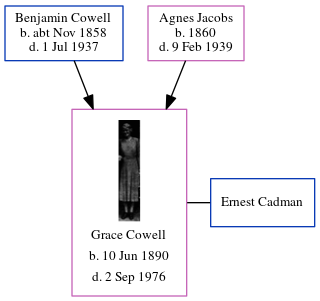 Benjamin Cowell
b. abt Nov 1858
d. 1 Jul 1937
Agnes Jacobs
b. 1860
d. 9 Feb 1939
Grace Cowell
b. 10 Jun 1890
d. 2 Sep 1976
Ernest Cadman